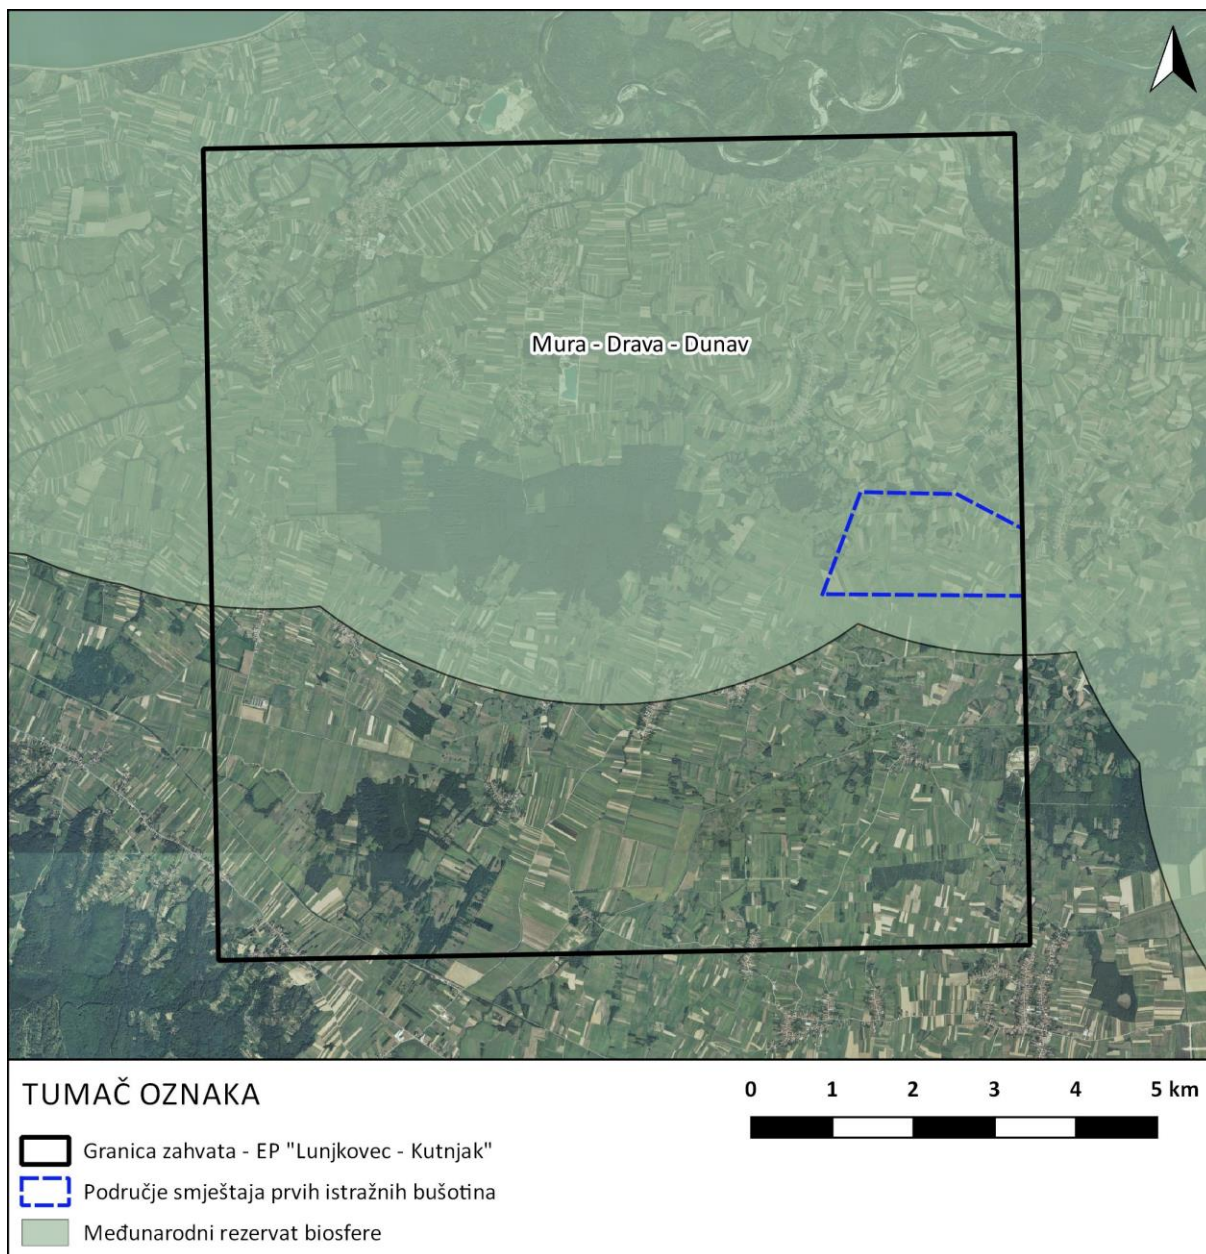 Mura - Drava - Dunav
TUMAČ OZNAKA
0 1 2 3 4 5 km
Granica zahvata - EP "Lunjkovec - Kutnjak"
Područje smještaja prvih istražnih bušotina
Međunarodni rezervat biosfere